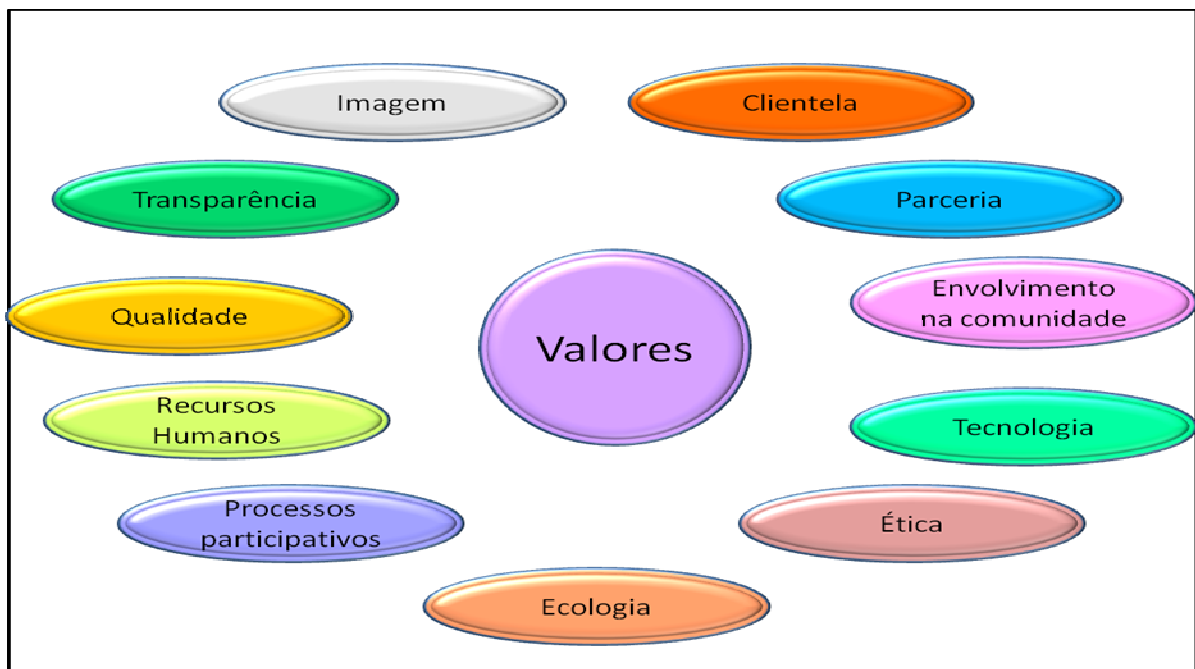 Imagem
Clientela
Transparência
Parceria
Envolvimento
na comunidade
Qualidade
Valores
Recursos
Humanos
Tecnologia
Processos
participativos
Ética
Ecologia